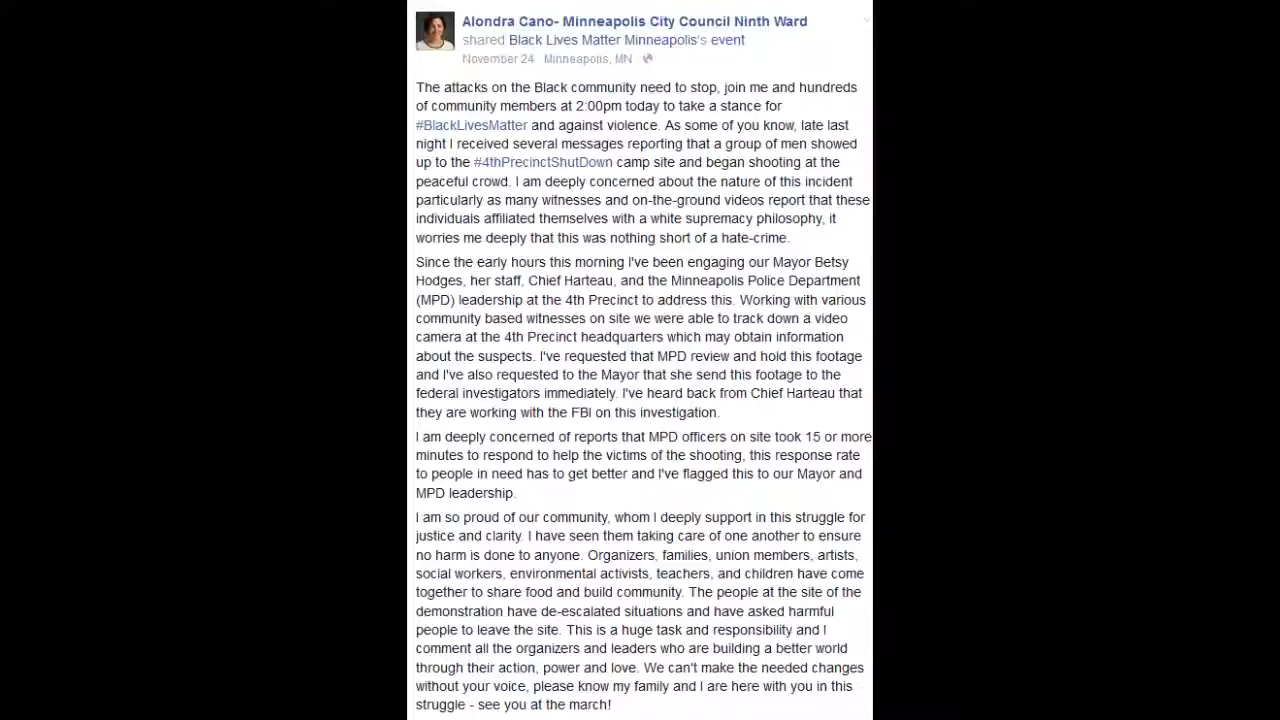 Alondra Cano- Minneapolis City Council Ninth Ward
shared Black Lives Matter Minneapolis's event
November 24 Minneapolis, MN
The attacks on the Black community need to stop, join me and hundreds
of community members at 2:00pm today to take a stance for
#BlackLivesMatter and against violence. As some of you know, late last
night I received several messages reporting that a group of men showed
up to the #4thPrecinctShutDown camp site and began shooting at the
peaceful crowd. I am deeply concerned about the nature of this incident
particularly as many witnesses and on-the-ground videos report that these
individuals affiliated themselves with a white supremacy philosophy, it
worries me deeply that this was nothing short of a hate-crime.
Since the early hours this morning I've been engaging our Mayor Betsy
Hodges, her staff, Chief Harteau, and the Minneapolis Police Department
(MPD) leadership at the 4th Precinct to address this. Working with various
community based witnesses on site we were able to track down a video
camera at the 4th Precinct headquarters which may obtain information
about the suspects. I've requested that MPD review and hold this footage
and I've also requested to the Mayor that she send this footage to the
federal investigators immediately. I've heard back from Chief Harteau that
they are working with the FBI on this investigation.
I am deeply concerned of reports that MPD officers on site took 15 or more
minutes to respond to help the victims of the shooting, this response rate
to people in need has to get better and I've flagged this to our Mayor and
MPD leadership.
I am so proud of our community, whom I deeply support in this struggle for
justice and clarity. I have seen them taking care of one another to ensure
no harm is done to anyone. Organizers, families, union members, artists,
social workers, environmental activists, teachers, and children have come
together to share food and build community. The people at the site of the
demonstration have de-escalated situations and have asked harmful
people to leave the site. This is a huge task and responsibility and I
comment all the organizers and leaders who are building a better world
through their action, power and love. We can't make the needed changes
without your voice, please know my family and I are here with you in this
struggle - see you at the march!